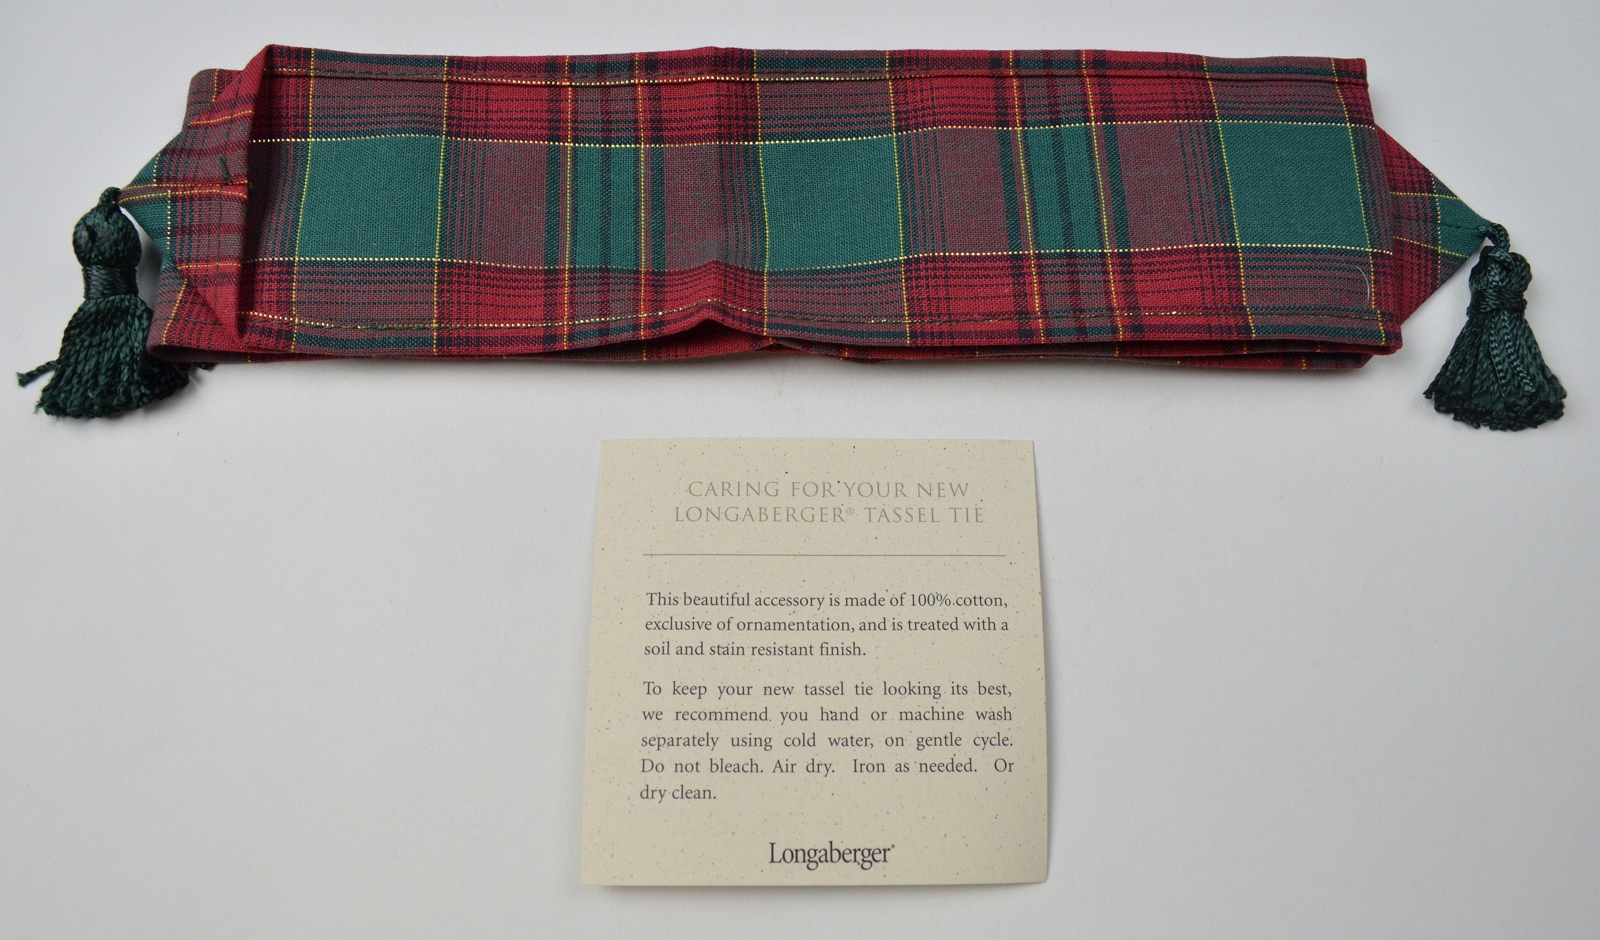 CARING FOR YOUR NEW
LONGABERGER® TASSEL TIE
This beautiful accessory is made of 100% cotton,
exclusive of ornamentation, and is treated with a
soil and stain resistant finish.
To keep your new tassel tie looking its best,
we recommend you hand or machine wash
separately using cold water, on gentle cycle.
Do not bleach. Air dry. Iron as needed. Or
dry clean.
Longaberger®